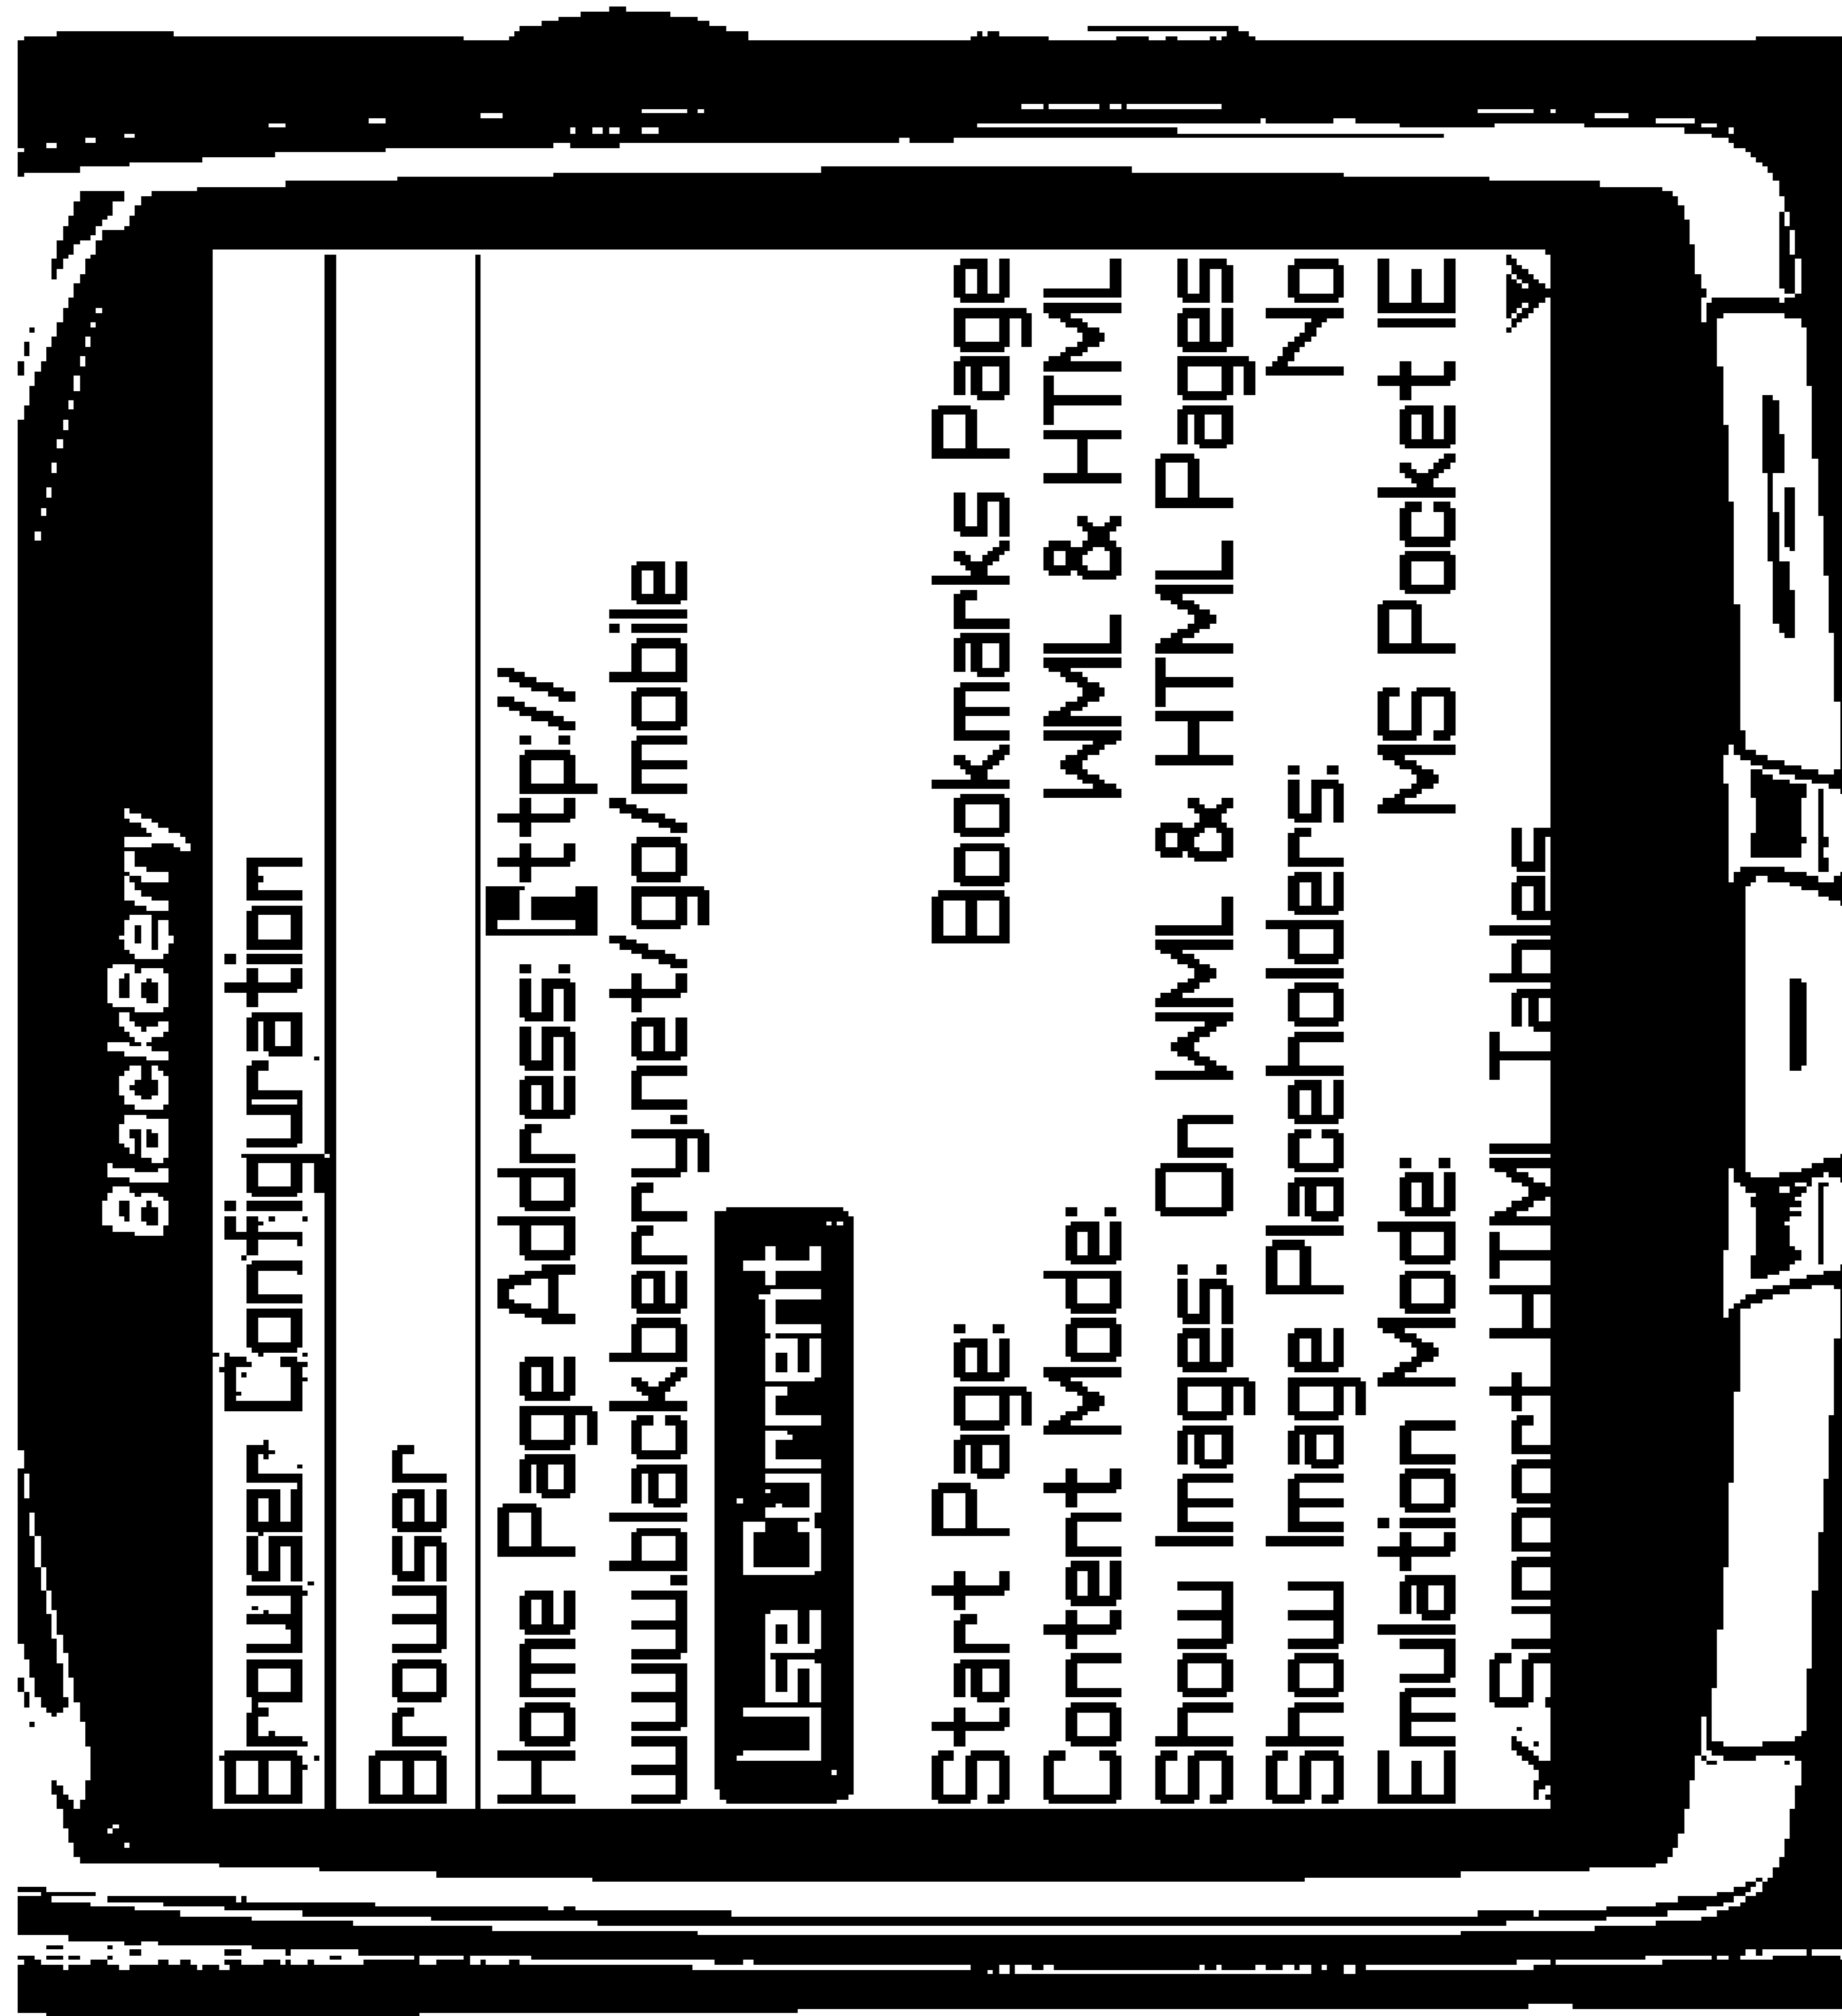 BlackBerry
Browser Configuration
Browser
Home Page Address: http://
www.blackberry.net/go/mobile
Use Current
Start Page: Bookmarks Page
Content Mode: WML & HTML
Show Images: On WML & HTML Pages
Show Image Placeholders: No
Emulation Mode: MS Pocket IE
Support HTML Tables